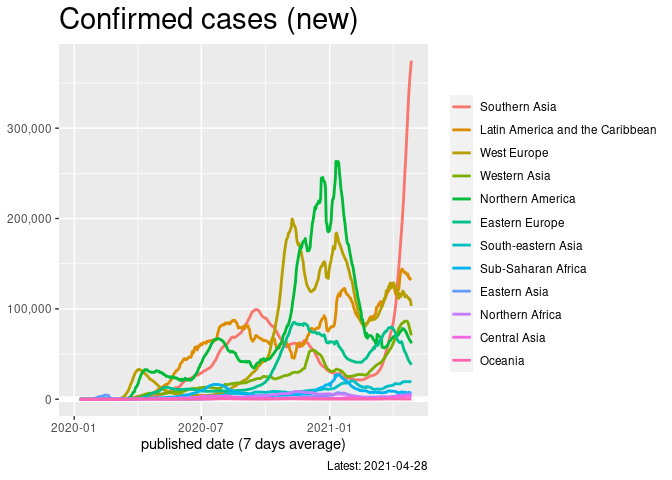 Confirmed cases (new)
300,000
200,000
100,000
0
2020-01
2020-07
2021-01
published date (7 days average)
Latest: 2021-04-28
Southern Asia
Latin America and the Caribbean
West Europe
Western Asia
Northern America
Eastern Europe
South-eastern Asia
Sub-Saharan Africa
Eastern Asia
Northern Africa
Central Asia
Oceania